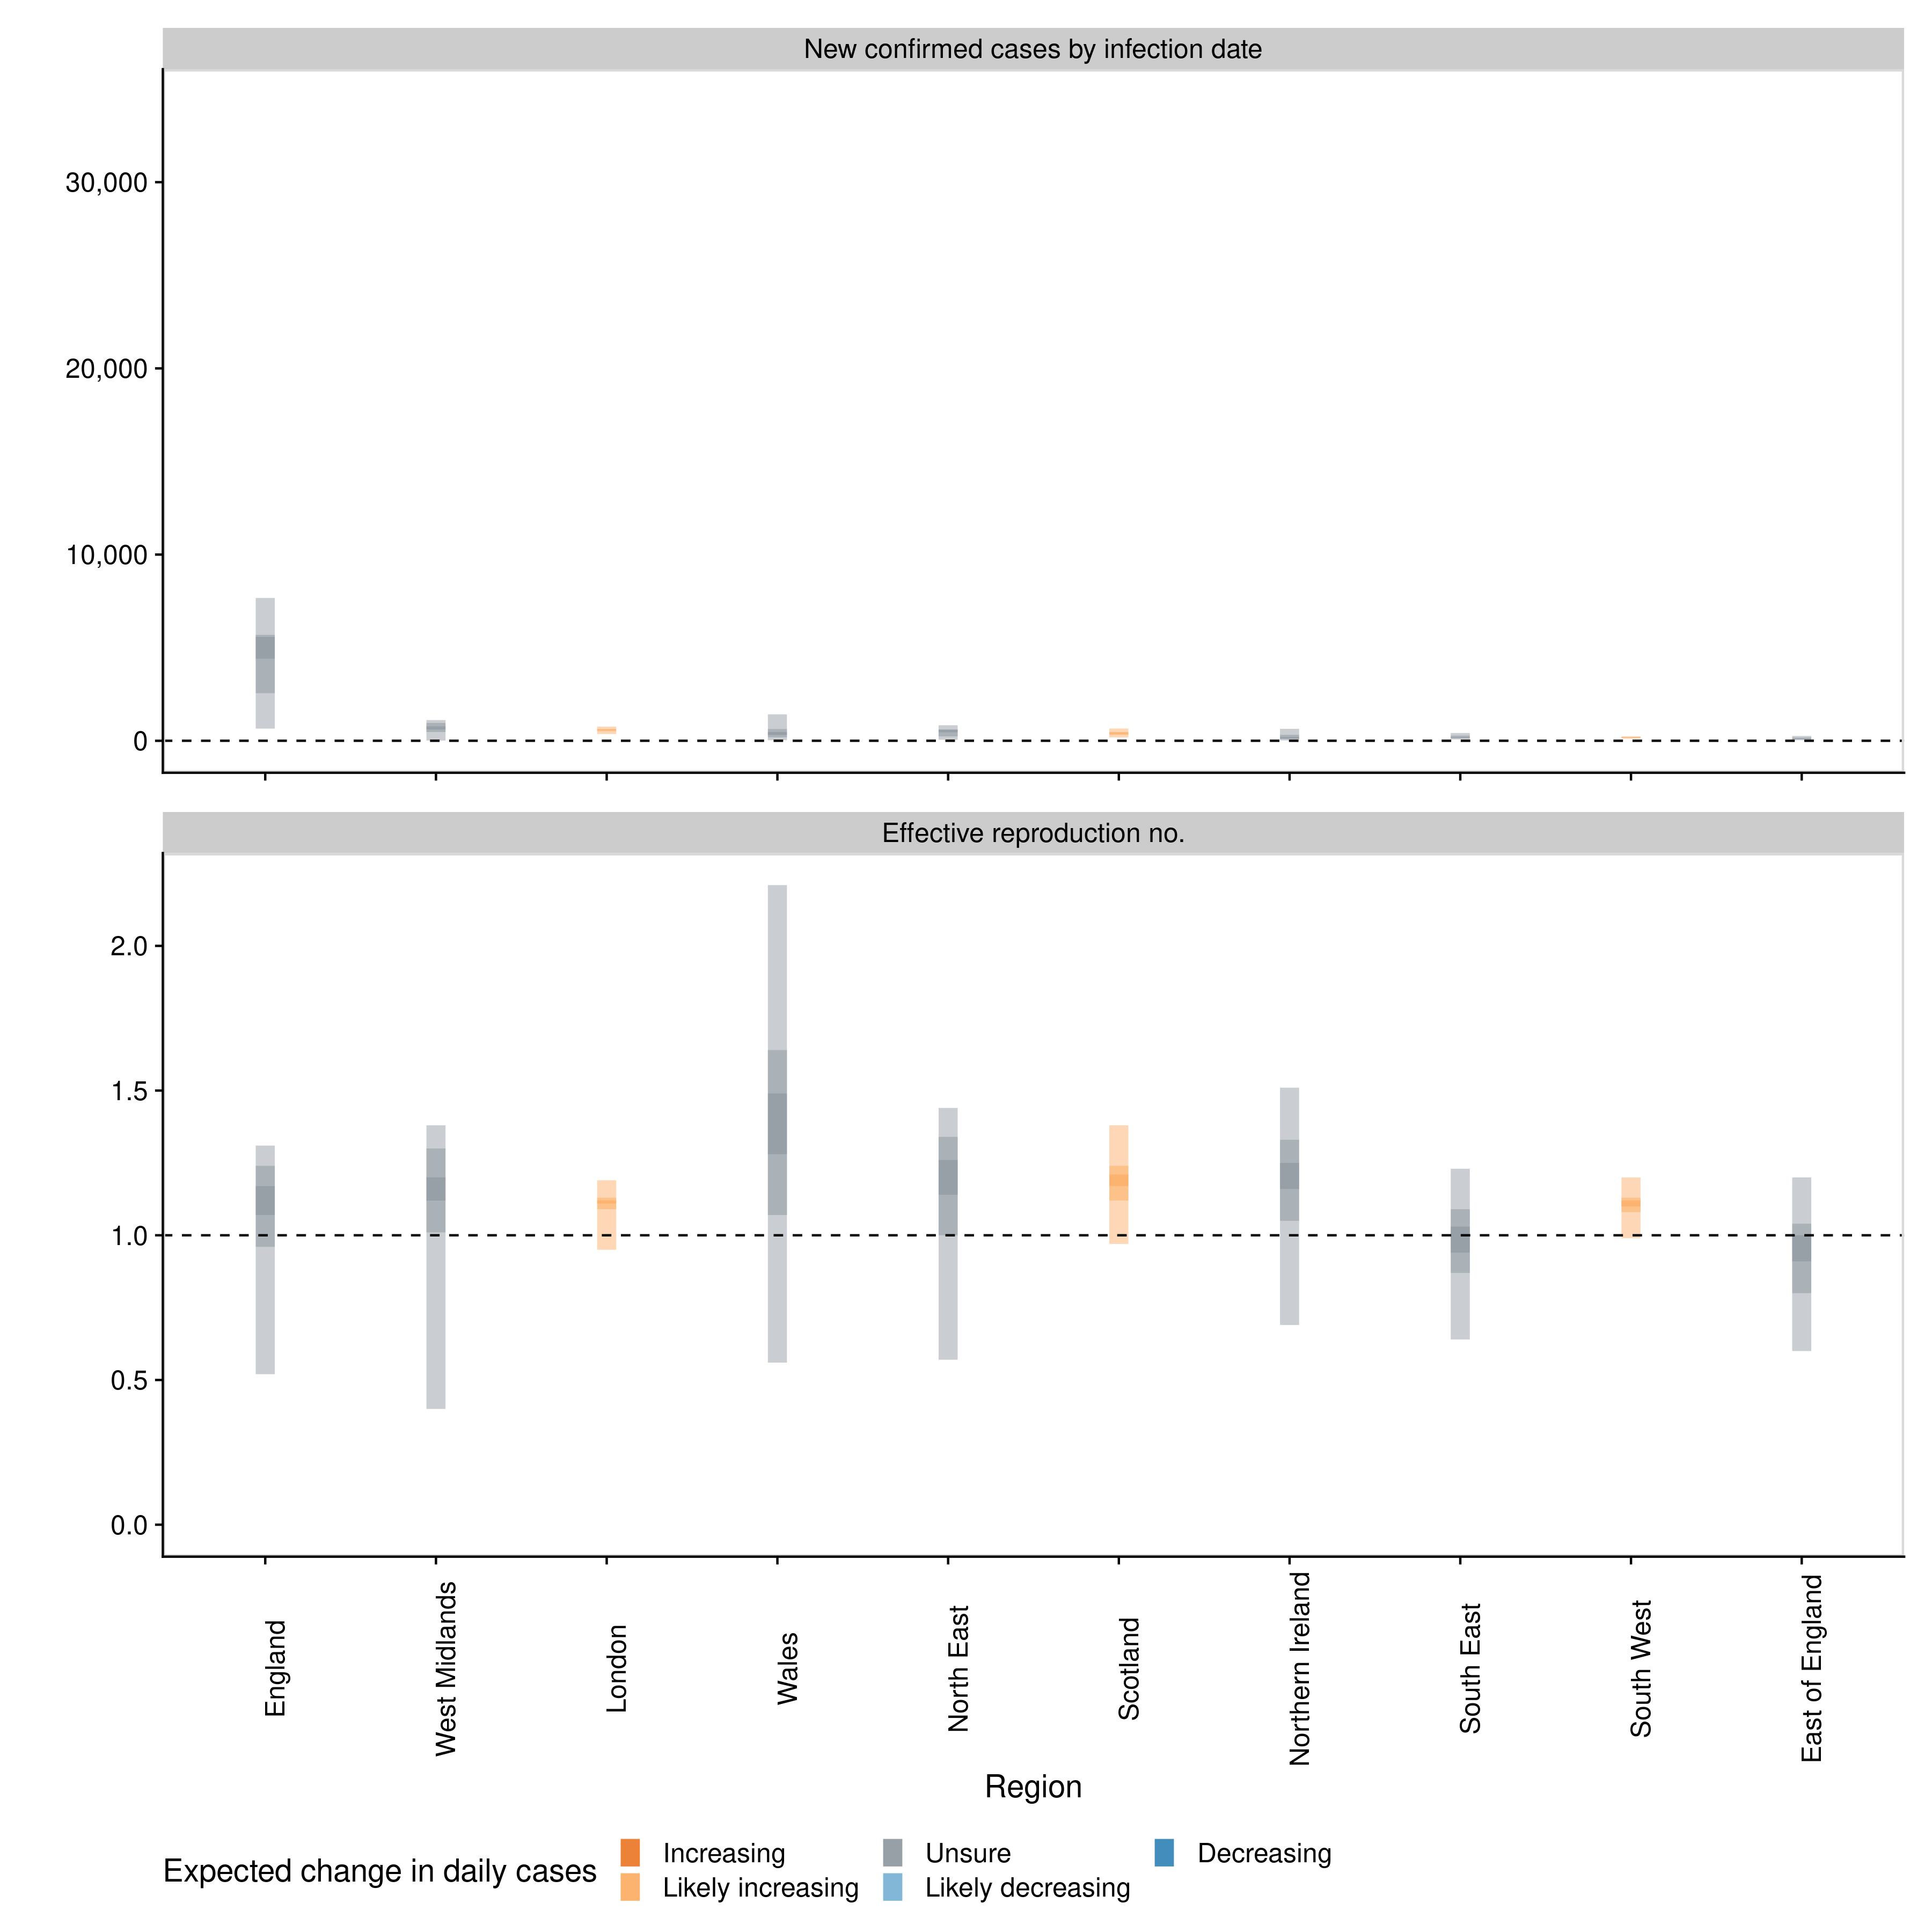 New confirmed cases by infection date
30,000
20,000
10,000
0
Effective reproduction no.
2.0
1.5
1.0
0.5
0.0
England
West Midlands
London
Wales
North East
Scotland
Northern Ireland
South East
South West
East of England
Region
Expected change in daily cases
Increasing
Unsure
Decreasing
Likely increasing
Likely decreasing